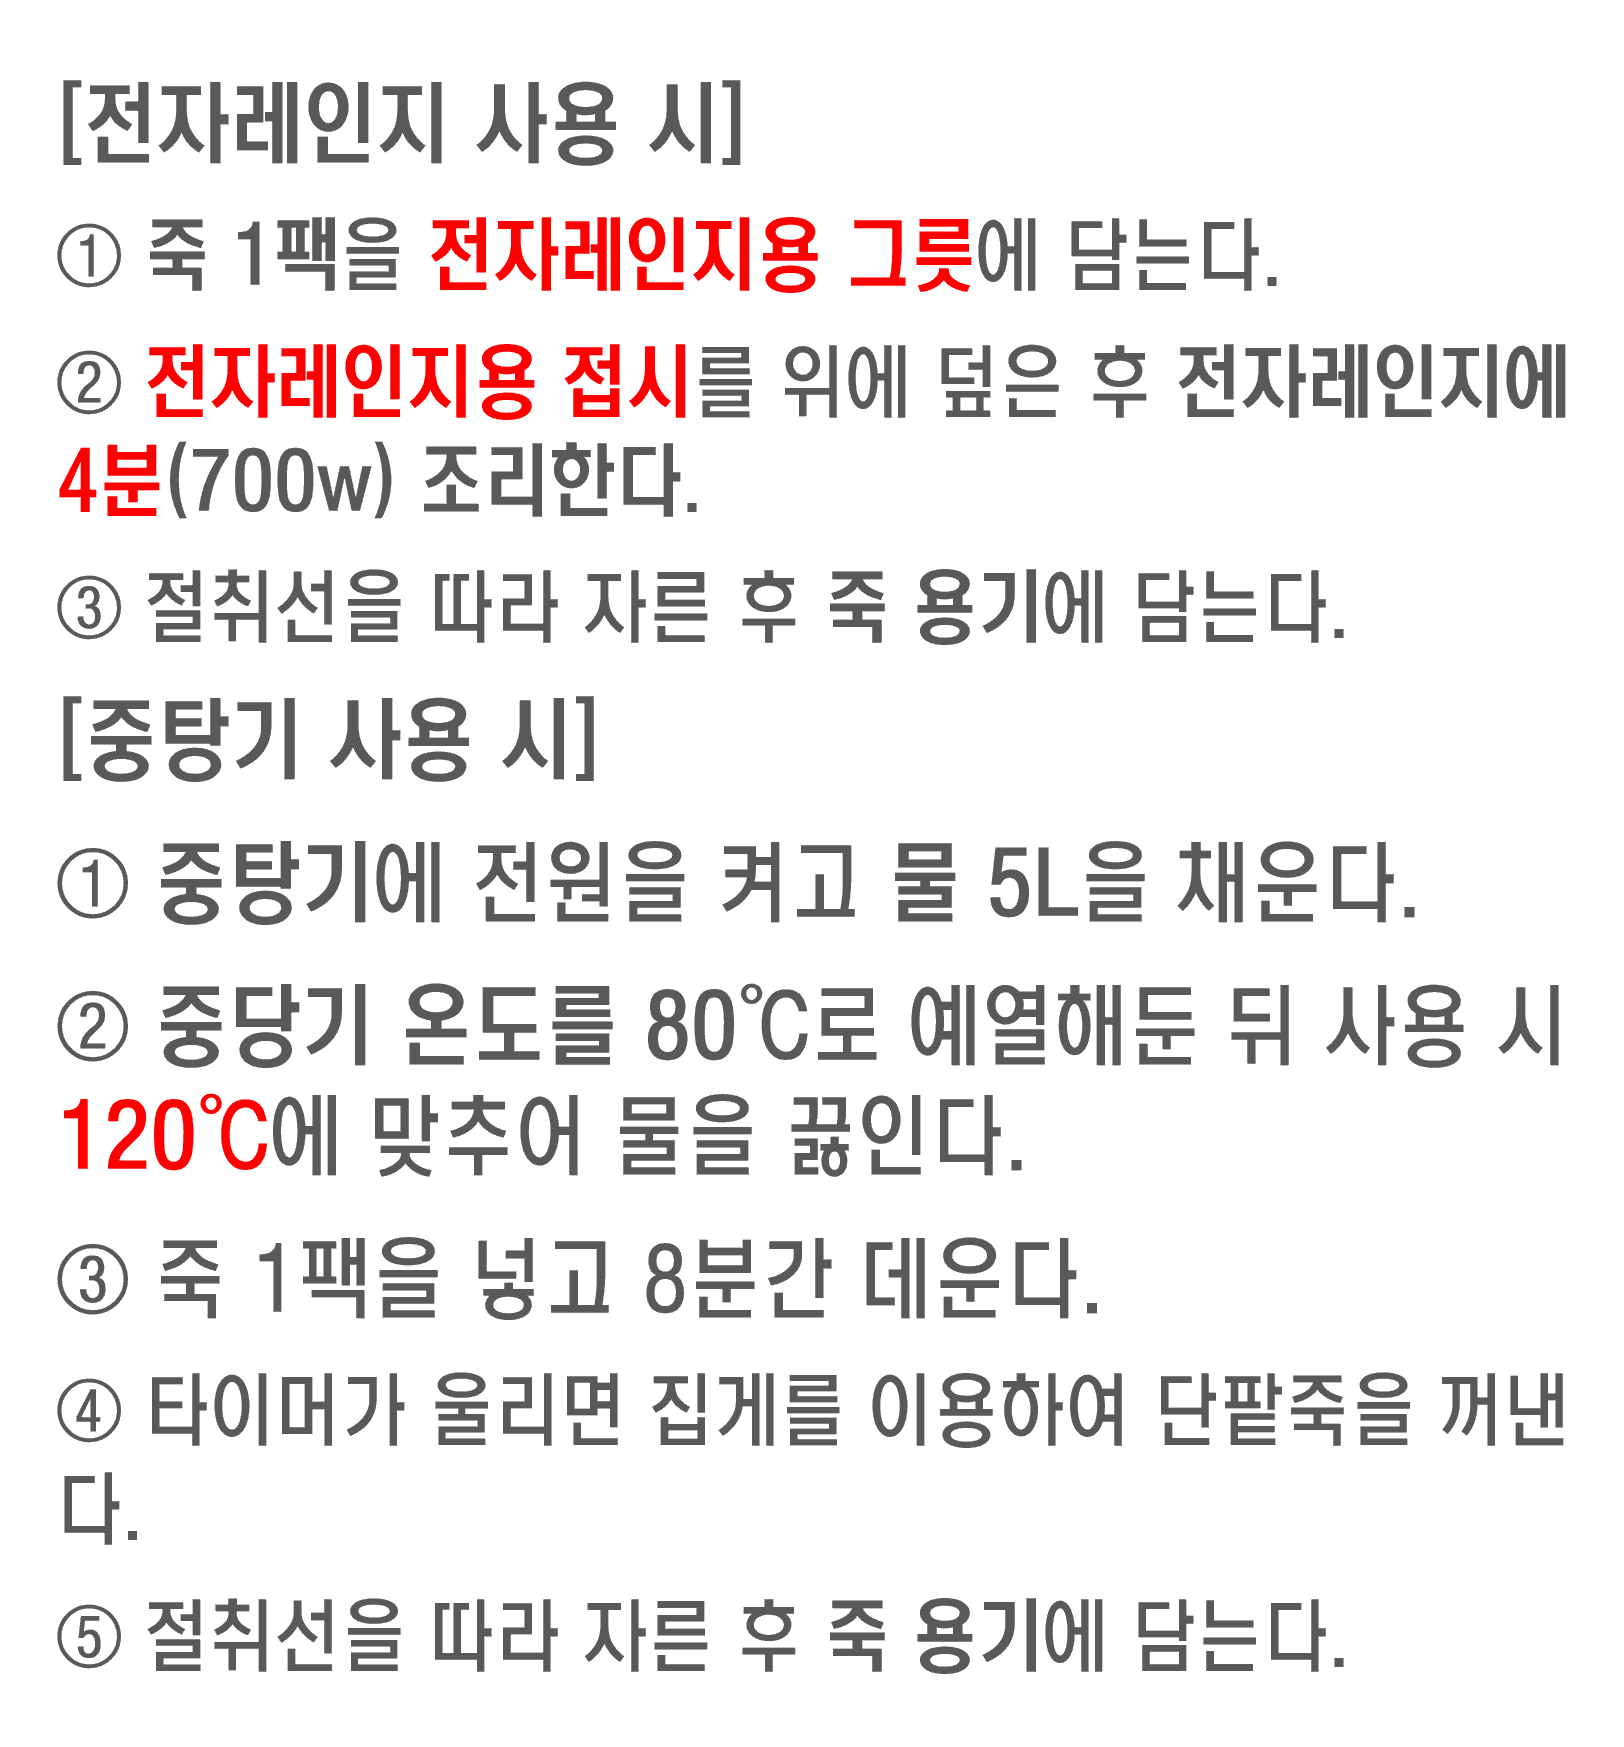 [전자레인지 사용 시]
① 죽 1팩을 전자레인지용 그릇에 담는다.
② 전자레인지용 접시를 위에 덮은 후 전자레인지에
4분(700w) 조리한다.
③ 절취선을 따라 자른 후 죽 용기에 담는다.
[중탕기 사용 시]
① 중탕기에 전원을 켜고 물 5L을 채운다.
② 중당기 온도를 80℃로 예열해둔 뒤 사용 시
120℃에 맞추어 물을 끓인다.
③ 죽 1팩을 넣고 8분간 데운다.
④ 타이머가 울리면 집게를 이용하여 단팥죽을 꺼낸
다.
⑤ 절취선을 따라 자른 후 죽 용기에 담는다.